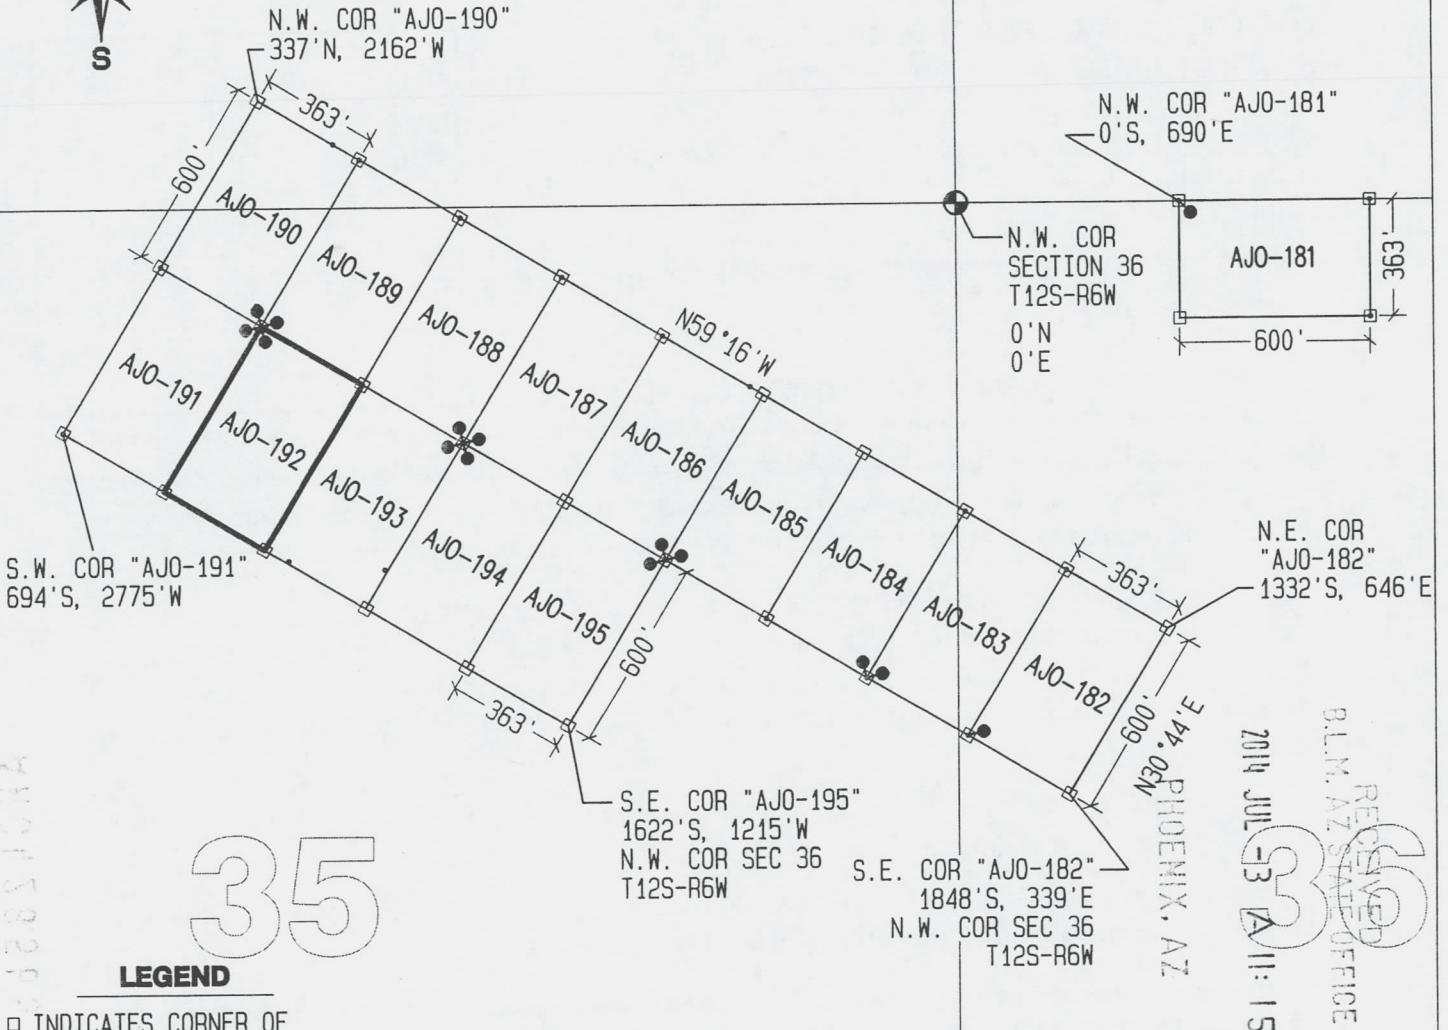 S
N.W. COR "AJO-190"
337'N, 2162'W
363'
600'
AJO-190
AJO-189
AJO-188
AJO-187
AJO-186
AJO-185
AJO-184
AJO-183
AJO-182
N59°16'W
AJO-191
AJO-192
AJO-193
AJO-194
AJO-195
N.W. COR "AJO-181"
0'S, 690'E
AJO-181
363'
600'
N.W. COR
SECTION 36
T12S-R6W
0'N
0'E
N.E. COR
"AJO-182"
1332'S, 646'E
363'
600'
N30°44'E
S.W. COR "AJO-191"
694'S, 2775'W
600'
363'
S.E. COR "AJO-195"
1622'S, 1215'W
N.W. COR SEC 36
T12S-R6W
S.E. COR "AJO-182"
1848'S, 339'E
N.W. COR SEC 36
T12S-R6W
35
36
RECEIVED
B.L.M. AZ STATE OFFICE
2014 JUL -3 A 11: 15
PHOENIX, AZ
LEGEND
□ INDICATES CORNER OF